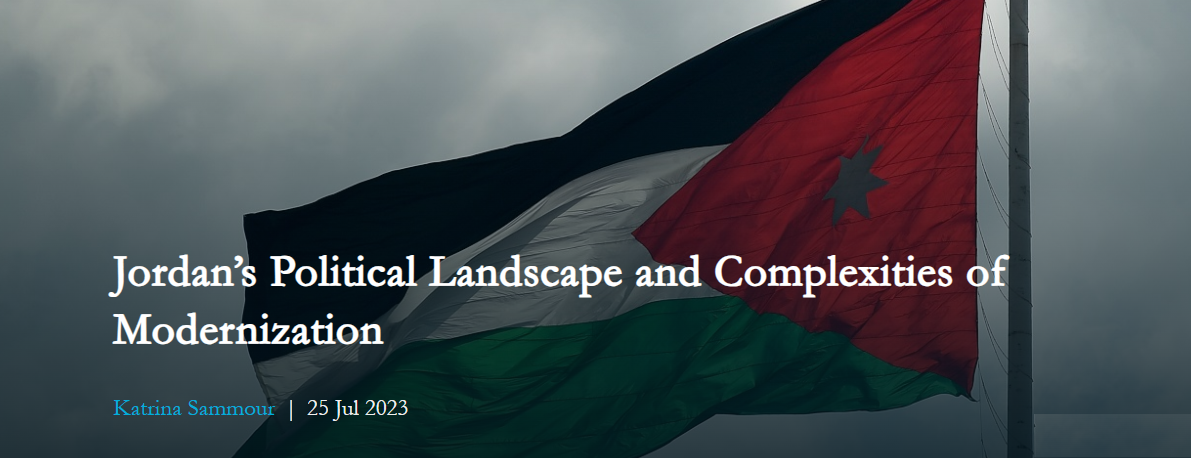 Jordan’s Political Landscape and Complexities of
Modernization
Katrina Sammour | 25 Jul 2023